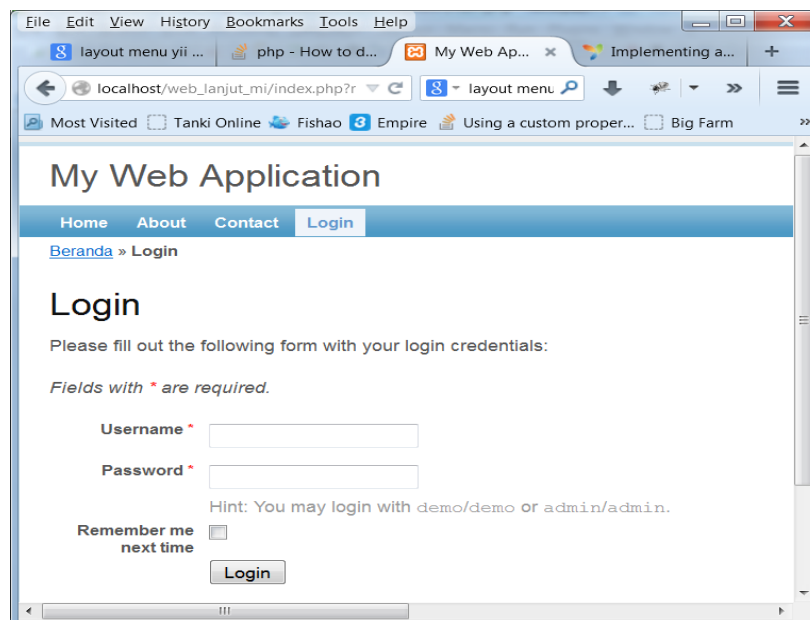 File Edit View History Bookmarks Tools Help
layout menu yii ... php - How to d... My Web Ap... × Implementing a... +
localhost/web_lanjut_mi/index.php?r layout menu »
Most Visited Tanki Online Fishao Empire Using a custom proper... Big Farm »
My Web Application
Home About Contact Login
Beranda » Login
Login
Please fill out the following form with your login credentials:
Fields with * are required.
Username *
Password *
Hint: You may login with demo/demo or admin/admin.
Remember me
next time
Login